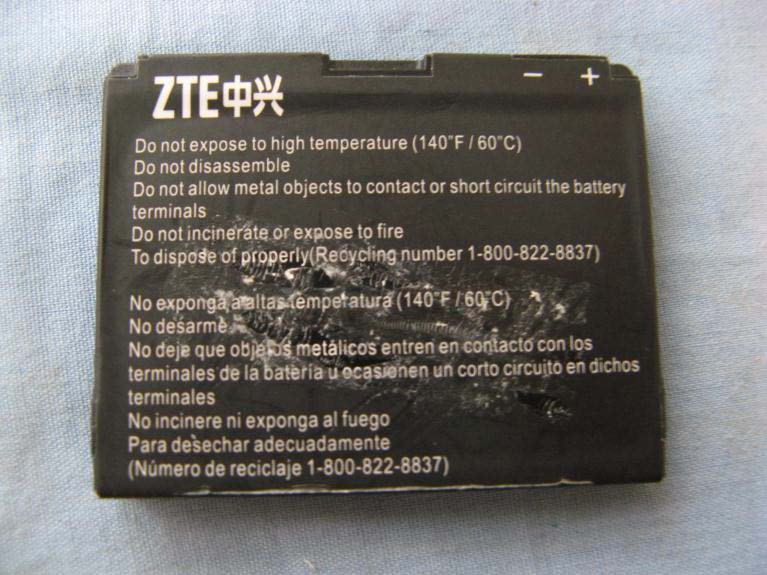 − +
ZTE中兴
Do not expose to high temperature (140°F / 60°C)
Do not disassemble
Do not allow metal objects to contact or short circuit the battery
terminals
Do not incinerate or expose to fire
To dispose of properly(Recycling number 1-800-822-8837)
No exponga a altas temperatura (140°F / 60°C)
No desarme
No deje que objetos metálicos entren en contacto con los
terminales de la batería u ocasionen un corto circuito en dichos
terminales
No incinere ni exponga al fuego
Para desechar adecuadamente
(Número de reciclaje 1-800-822-8837)